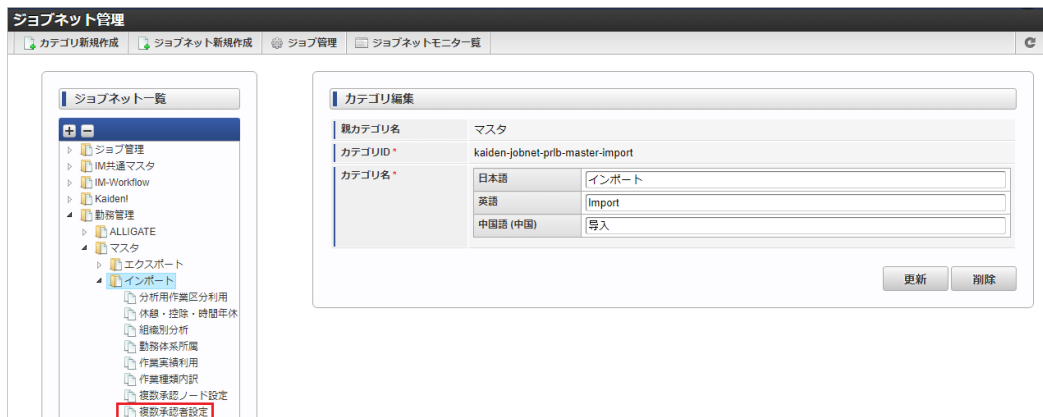 ジョブネット管理
カテゴリ新規作成 ジョブネット新規作成 ジョブ管理 ジョブネットモニタ一覧
ジョブネット一覧
ジョブ管理
IM共通マスタ
IM-Workflow
Kaiden!
勤務管理
ALLIGATE
マスタ
エクスポート
インポート
分析用作業区分利用
休憩・控除・時間年休
組織別分析
勤務体系所属
作業実績利用
作業種類内訳
複数承認ノード設定
複数承認者設定
カテゴリ編集
親カテゴリ名 マスタ
カテゴリID * kaiden-jobnet-prlb-master-import
カテゴリ名 * 日本語 インポート
英語 Import
中国語 (中国) 导入
更新 削除